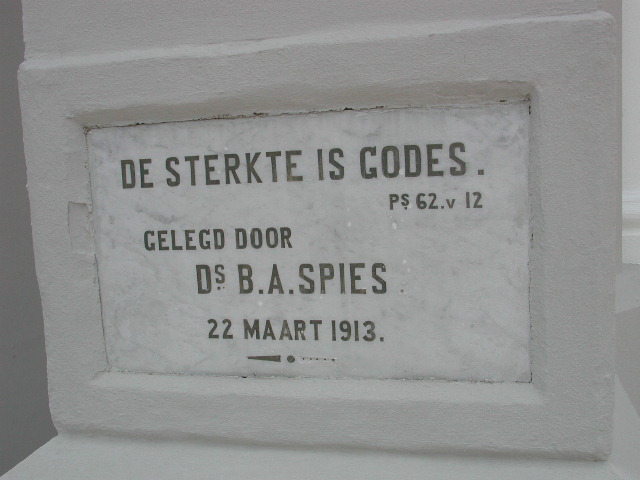 DE STERKTE IS GODES.
PS 62.v 12
GELEGD DOOR
DS B.A.SPIES
22 MAART 1913.